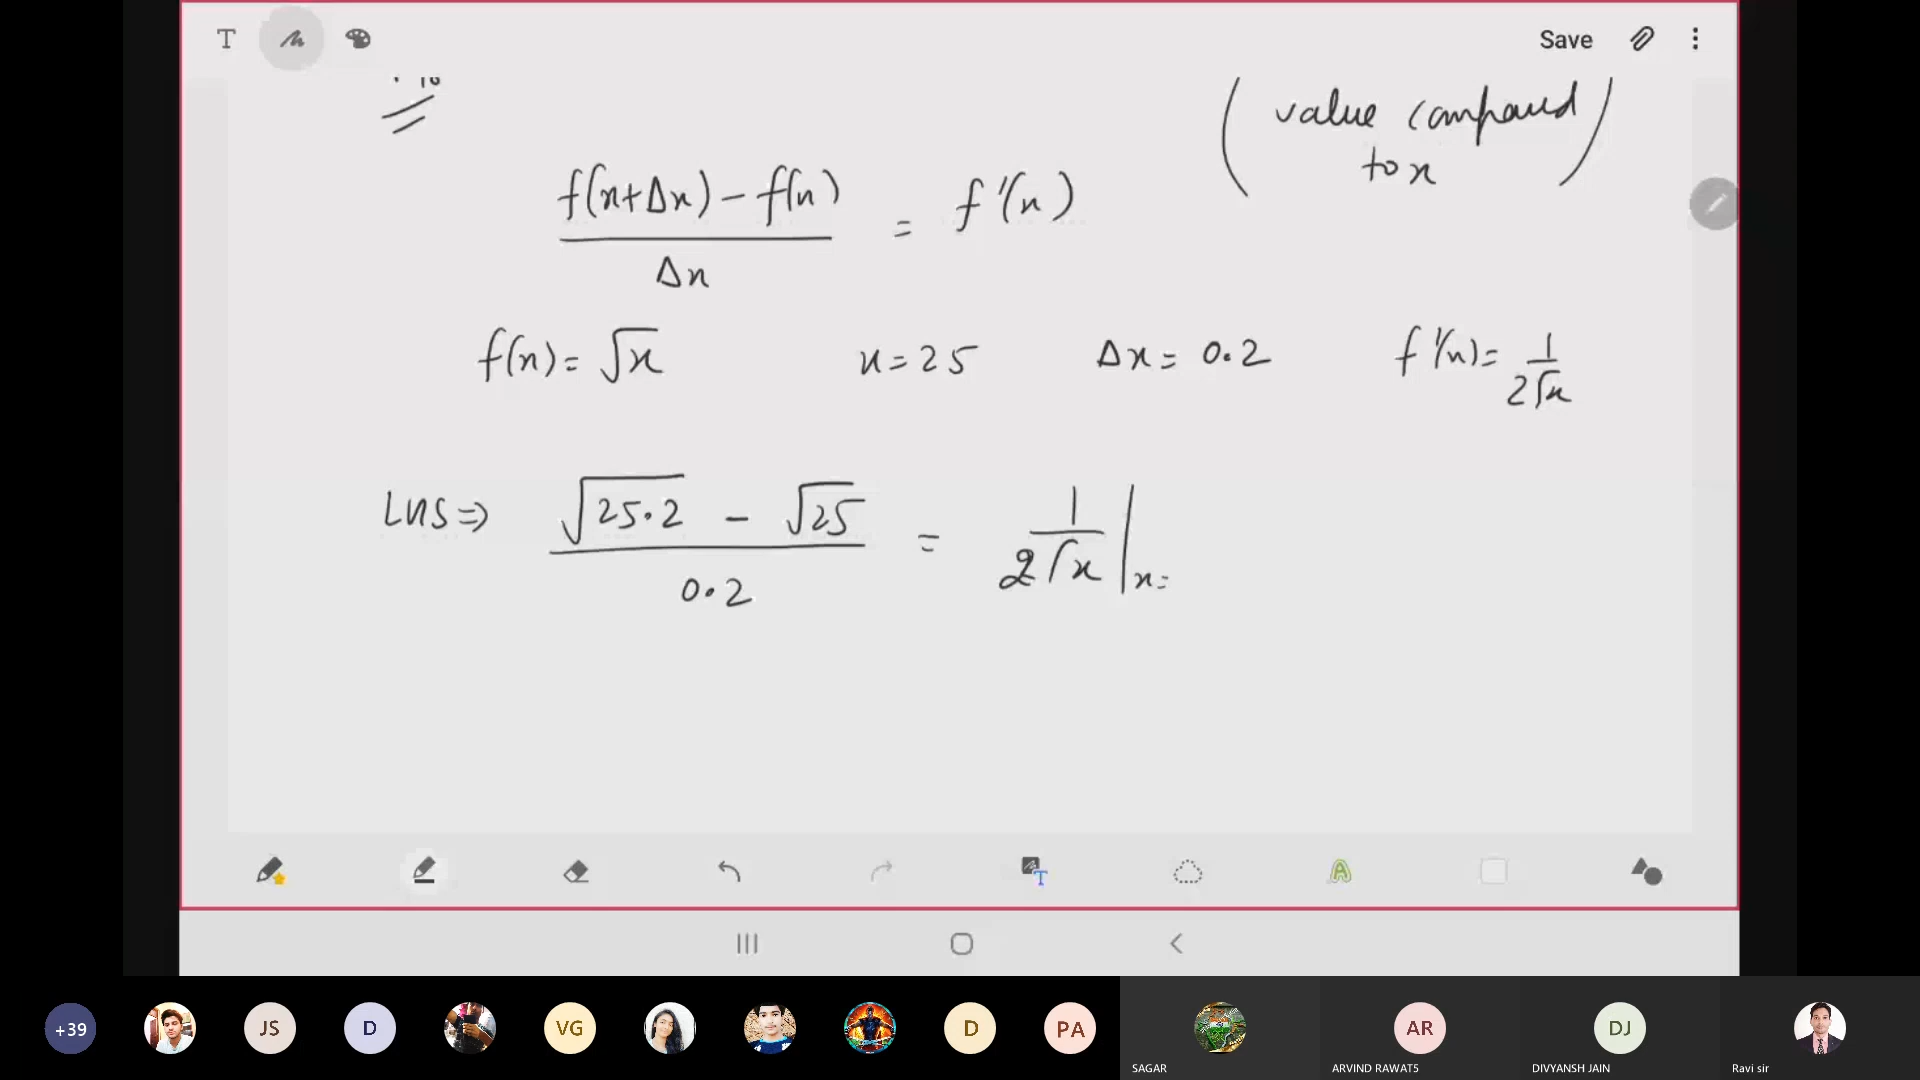 T Save
( value compared
to x )
f(x+Δx) - f(x) / Δx = f'(x)
f(x) = √x x = 25 Δx = 0.2 f'(x) = 1/2√x
LHS ⇒ √25.2 - √25 / 0.2 = 1/2√x |x=
T A
+39 JS D VG D PA AR DJ
SAGAR ARVIND RAWAT5 DIVYANSH JAIN Ravi sir